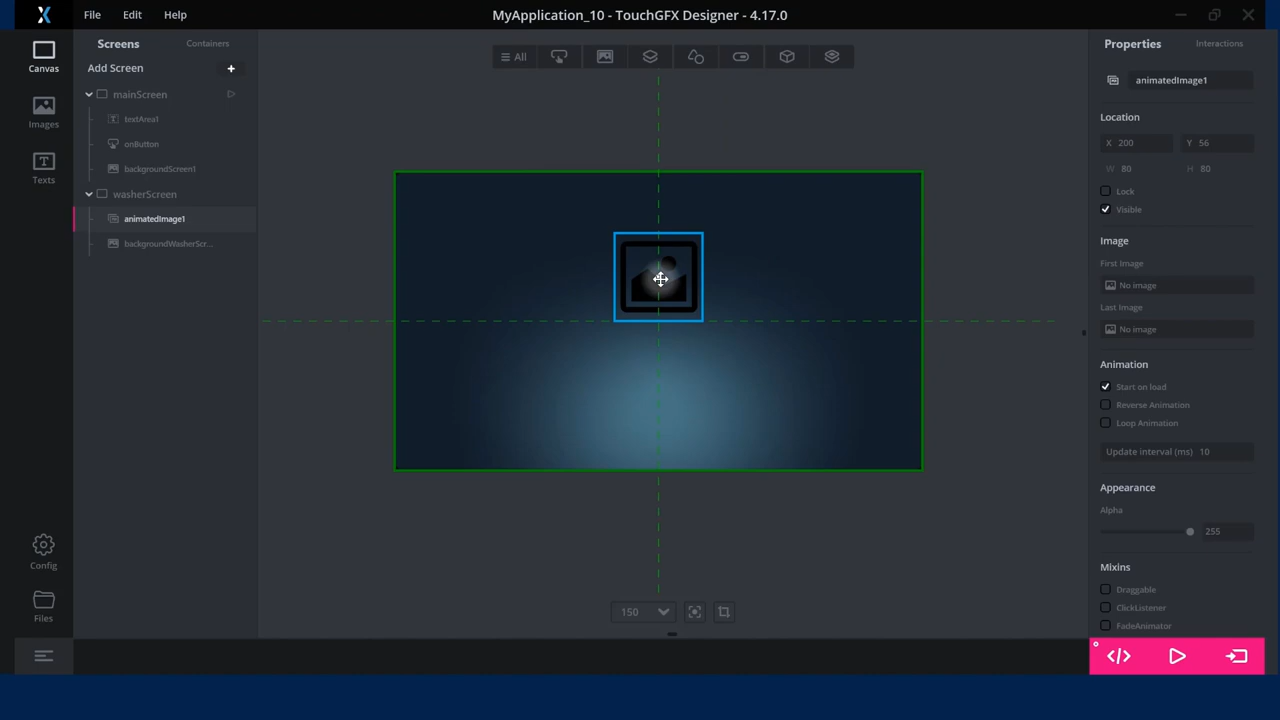 File Edit Help
MyApplication_10 - TouchGFX Designer - 4.17.0
Canvas
Images
Texts
Config
Files
Screens Containers
Add Screen +
mainScreen
textArea1
onButton
backgroundScreen1
washerScreen
animatedImage1
backgroundWasherScr...
All
150
Properties Interactions
animatedImage1
Location
X 200 Y 56
W 80 H 80
Lock
Visible
Image
First Image
No image
Last Image
No image
Animation
Start on load
Reverse Animation
Loop Animation
Update interval (ms) 10
Appearance
Alpha
255
Mixins
Draggable
ClickListener
FadeAnimator